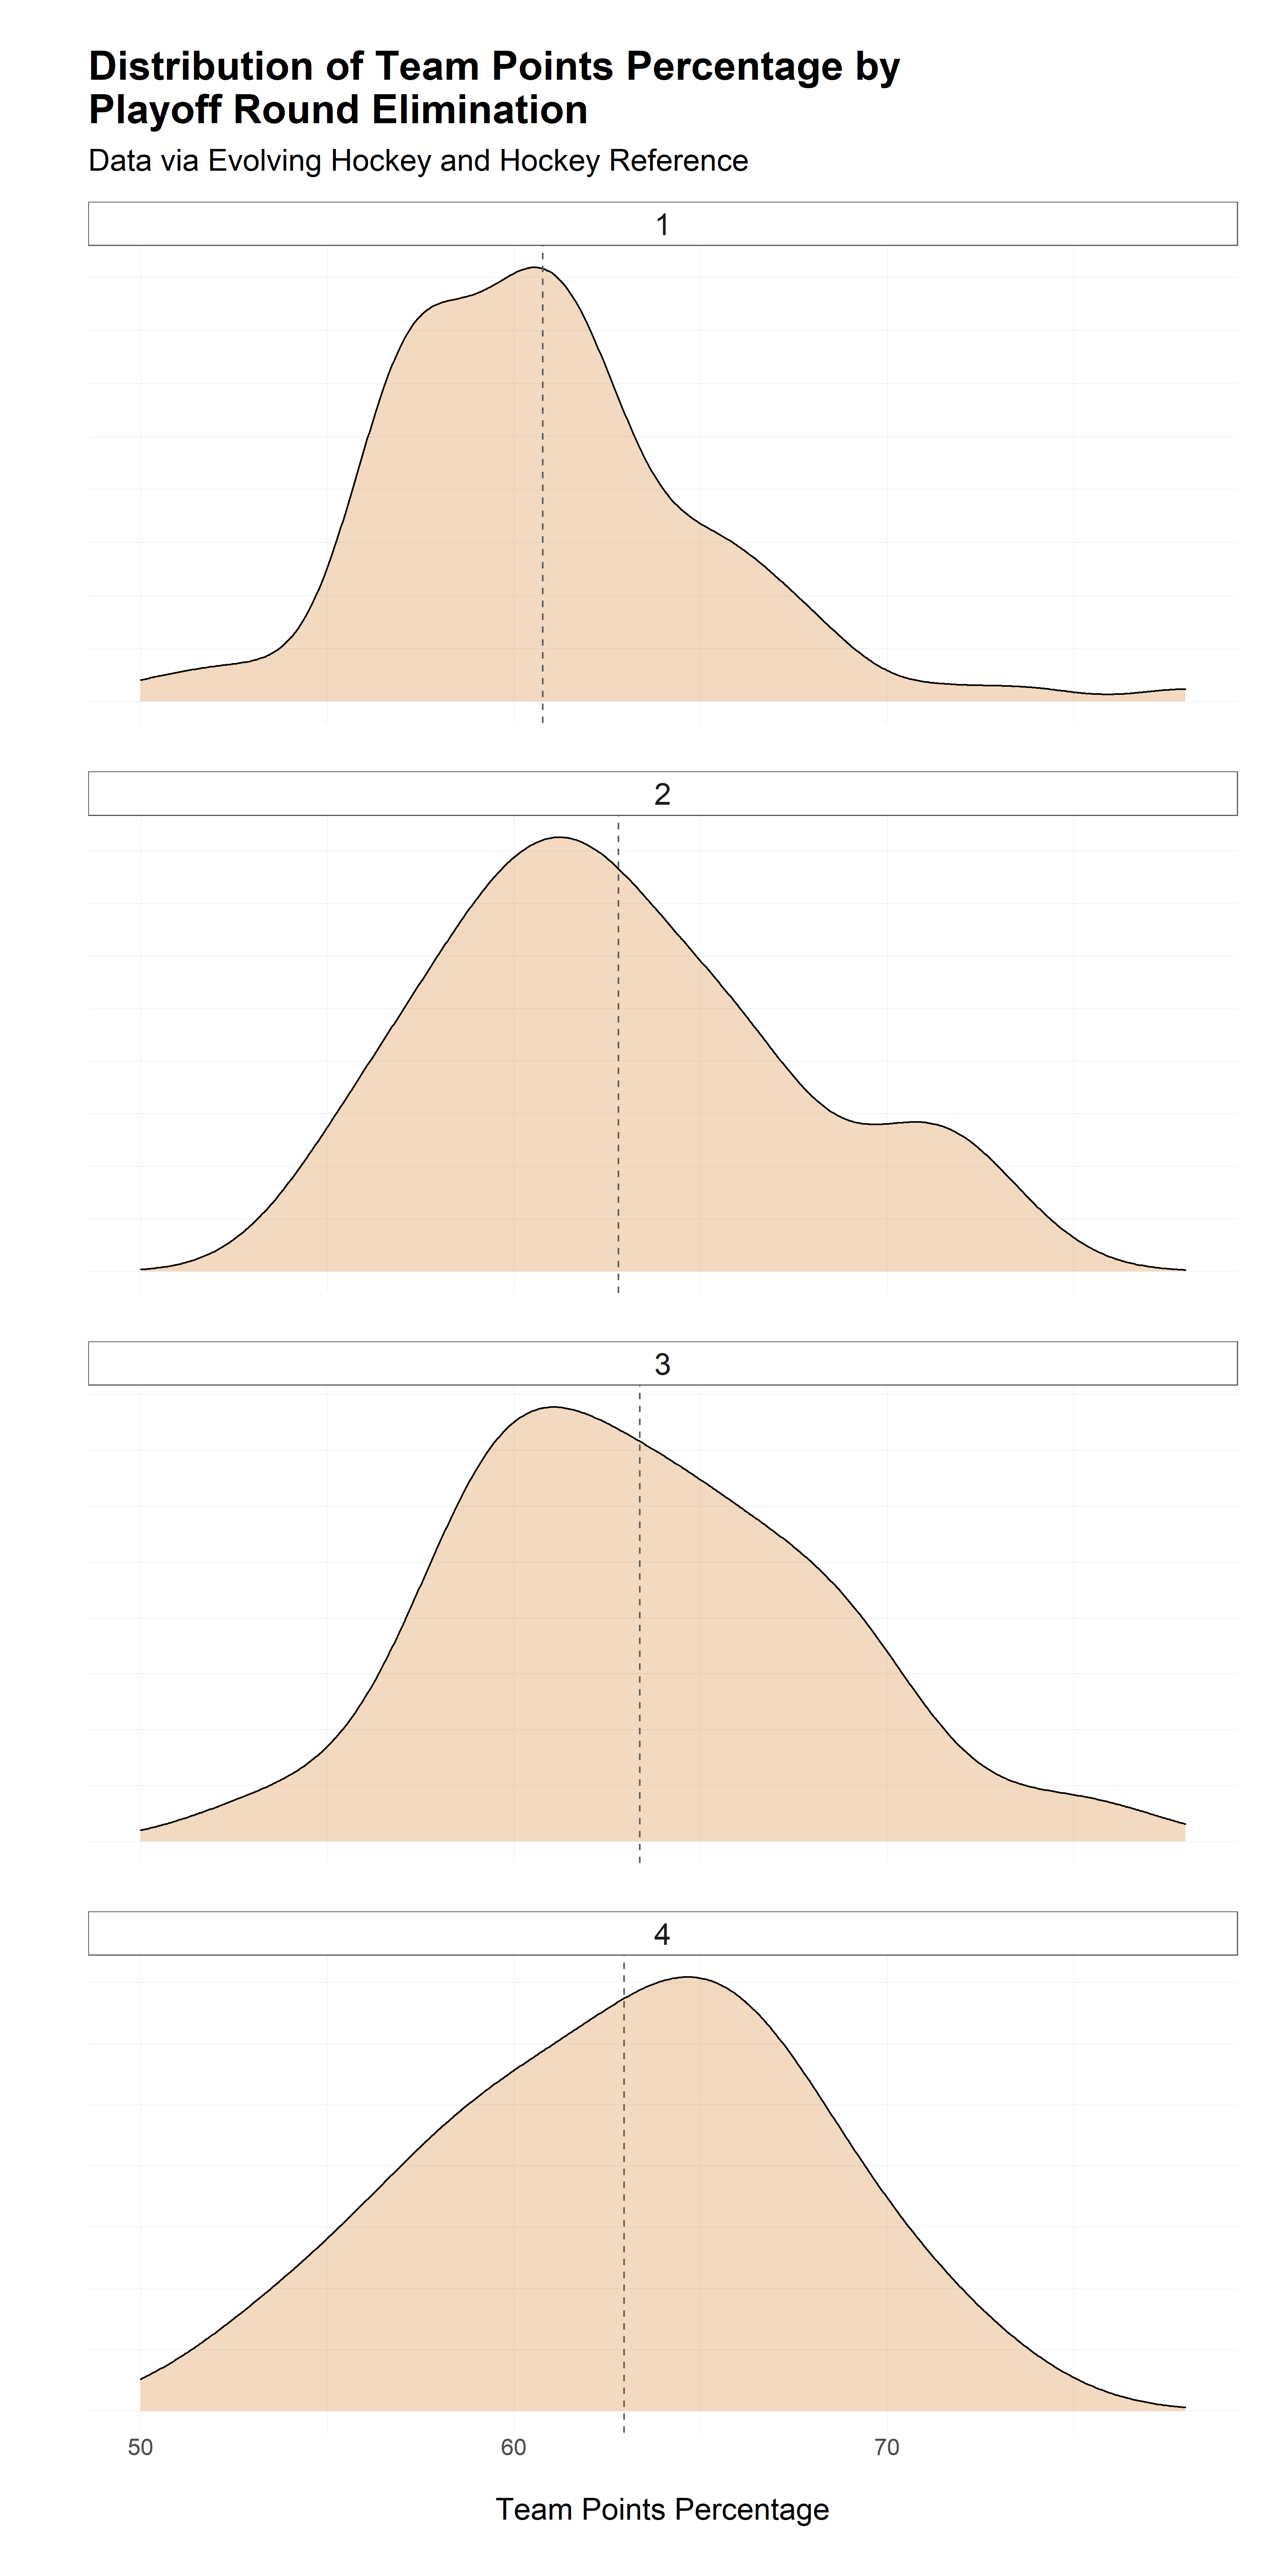 Distribution of Team Points Percentage by
Playoff Round Elimination
Data via Evolving Hockey and Hockey Reference
1
2
3
4
50 60 70
Team Points Percentage